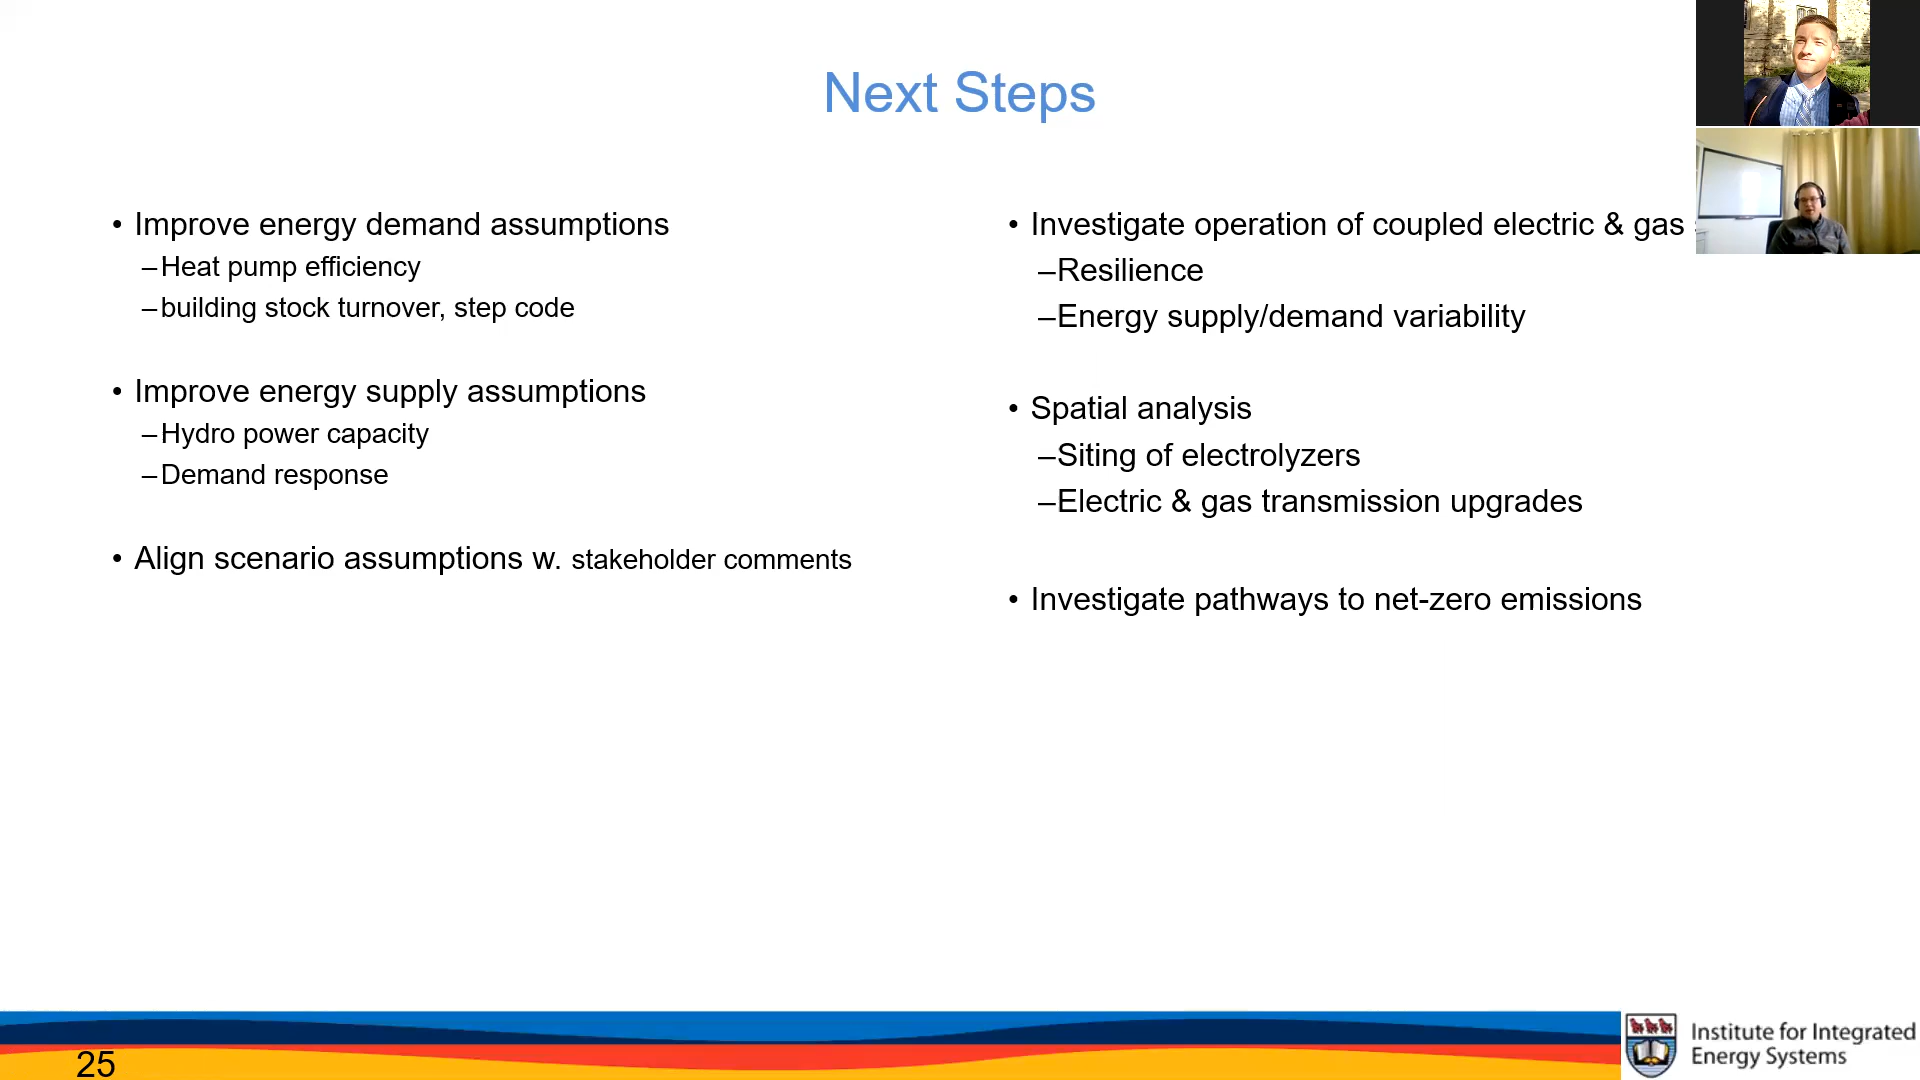 Next Steps
• Improve energy demand assumptions
–Heat pump efficiency
–building stock turnover, step code
• Improve energy supply assumptions
–Hydro power capacity
–Demand response
• Align scenario assumptions w. stakeholder comments
• Investigate operation of coupled electric & gas
–Resilience
–Energy supply/demand variability
• Spatial analysis
–Siting of electrolyzers
–Electric & gas transmission upgrades
• Investigate pathways to net-zero emissions
25
Institute for Integrated
Energy Systems